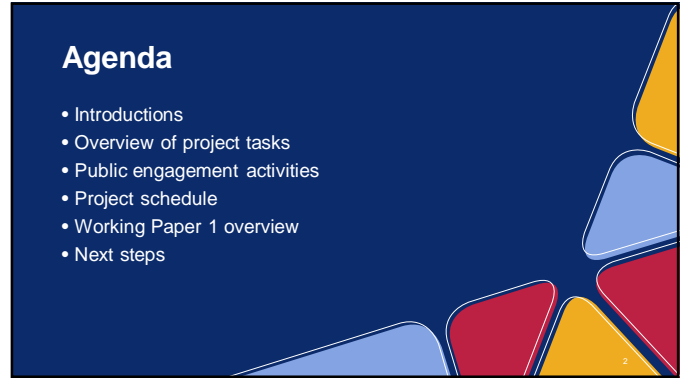 Agenda
• Introductions
• Overview of project tasks
• Public engagement activities
• Project schedule
• Working Paper 1 overview
• Next steps
2